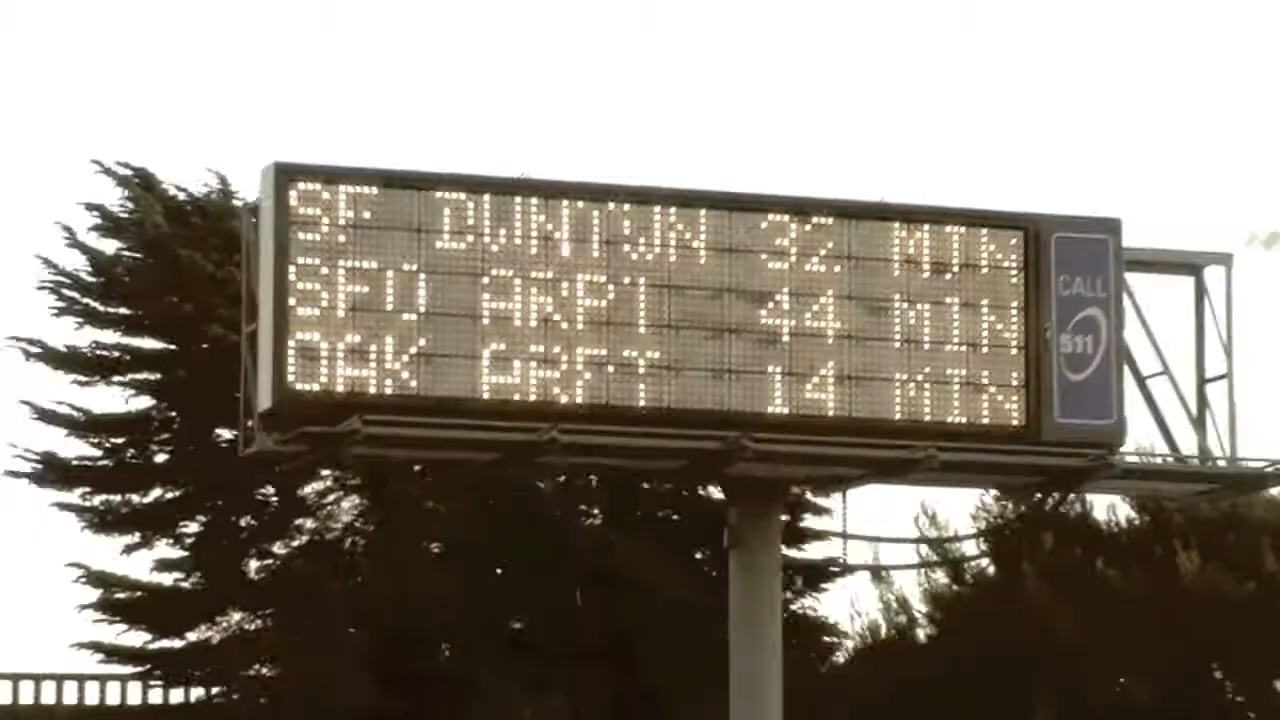 SF DWNTWN 32 MIN
SFO ARPT 44 MIN
OAK ARPT 14 MIN
CALL
511